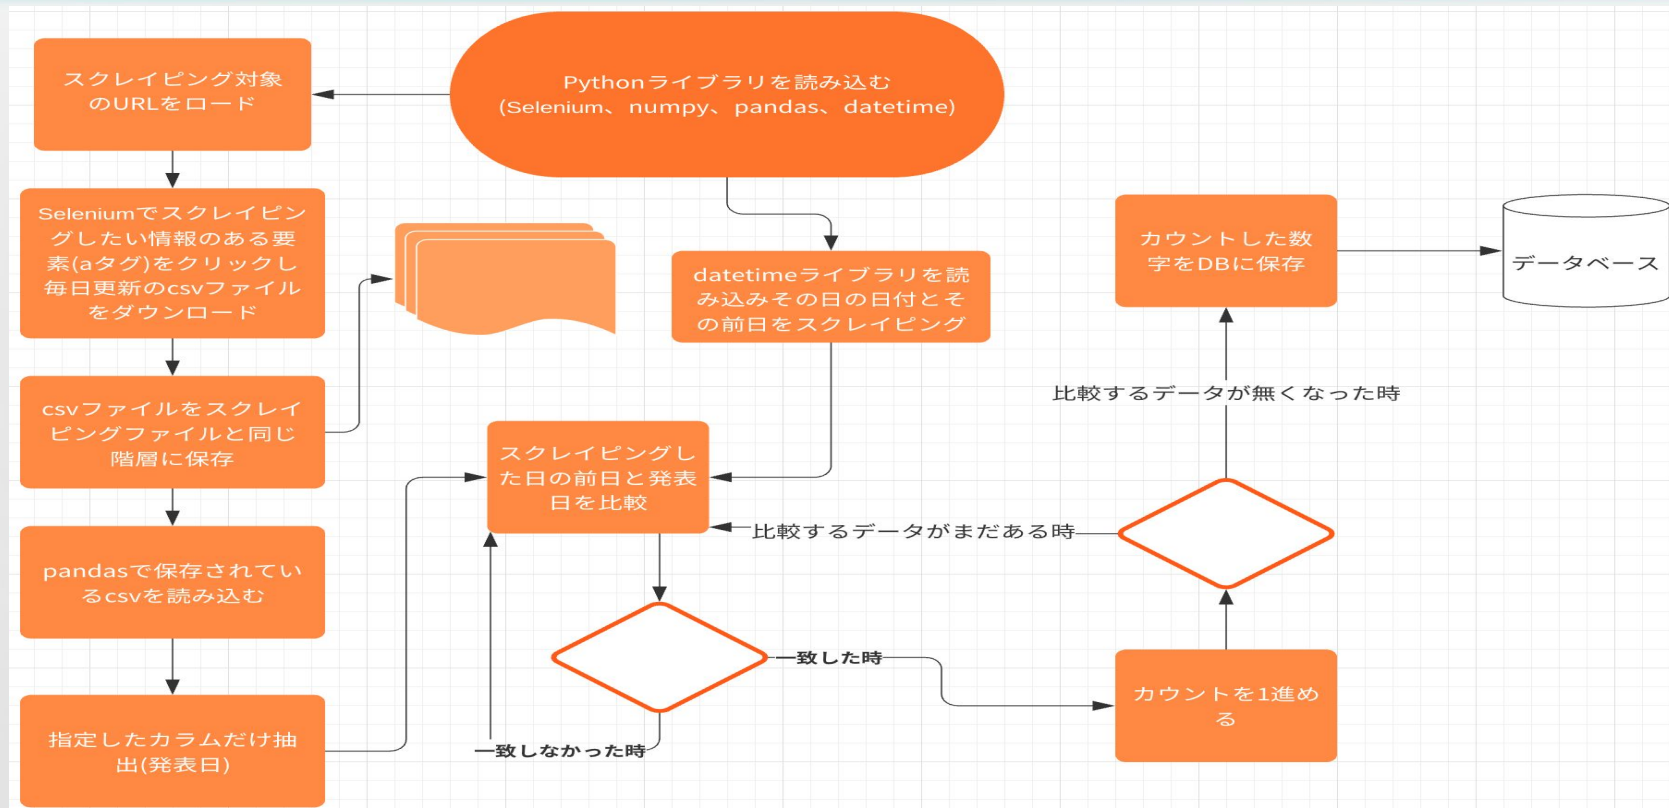 Pythonライブラリを読み込む
(Selenium、numpy、pandas、datetime)
スクレイピング対象
のURLをロード
Seleniumでスクレイピン
グしたい情報のある要
素(aタグ)をクリックし
毎日更新のcsvファイル
をダウンロード
csvファイルをスクレイ
ピングファイルと同じ
階層に保存
pandasで保存されてい
るcsvを読み込む
指定したカラムだけ抽
出(発表日)
datetimeライブラリを読
み込みその日の日付とそ
の前日をスクレイピング
スクレイピングし
た日の前日と発表
日を比較
一致しなかった時
一致した時
カウントを1進め
る
比較するデータがまだある時
比較するデータが無くなった時
カウントした数
字をDBに保存
データベース